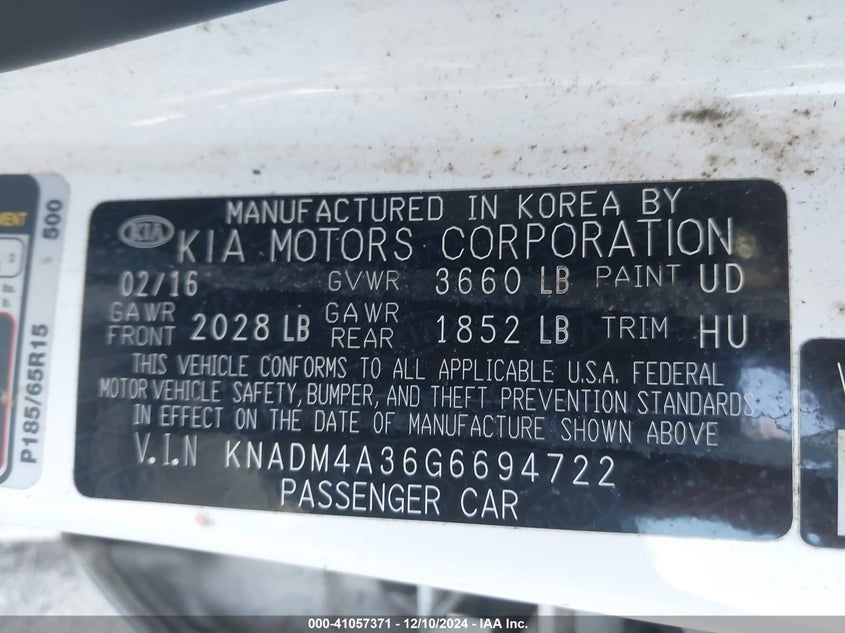 MANUFACTURED IN KOREA BY
KIA KIA MOTORS CORPORATION
02/16 GVWR 3660 LB PAINT UD
GAWR FRONT 2028 LB GAWR REAR 1852 LB TRIM HU
THIS VEHICLE CONFORMS TO ALL APPLICABLE U.S.A. FEDERAL
MOTOR VEHICLE SAFETY, BUMPER, AND THEFT PREVENTION STANDARDS
IN EFFECT ON THE DATE OF MANUFACTURE SHOWN ABOVE
V.I.N KNADM4A36G6694722
PASSENGER CAR
P185/65R15 500
000-41057371 - 12/10/2024 - IAA Inc.